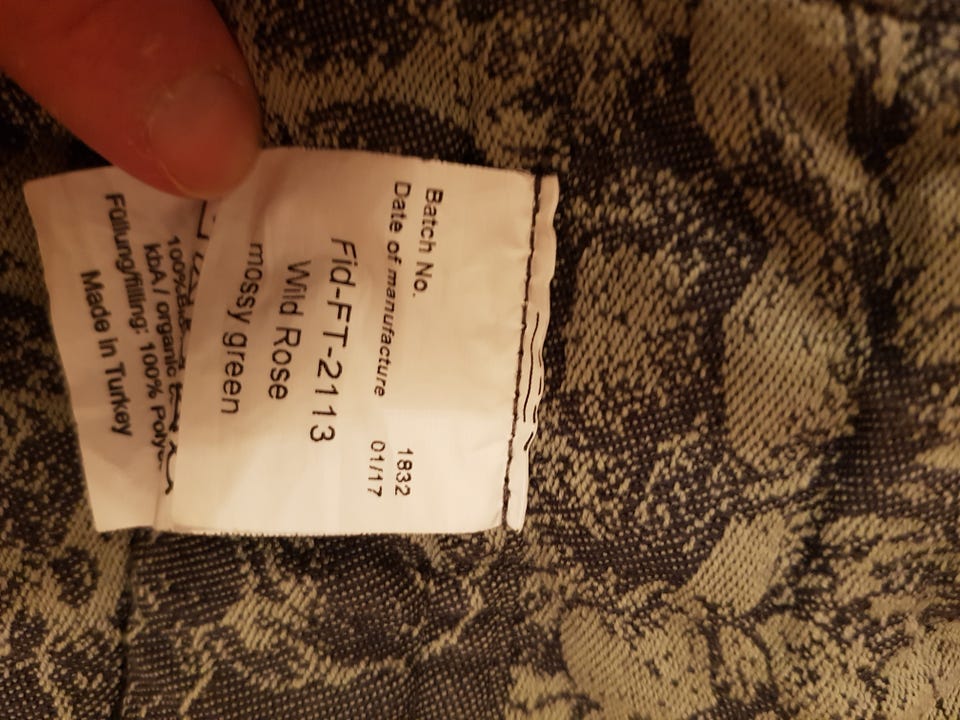 Batch No. 1832
Date of manufacture 01/17
Fid-FT-2113
Wild Rose
mossy green
100%
kbA / organic
Füllung/filling: 100%
Made in Turkey